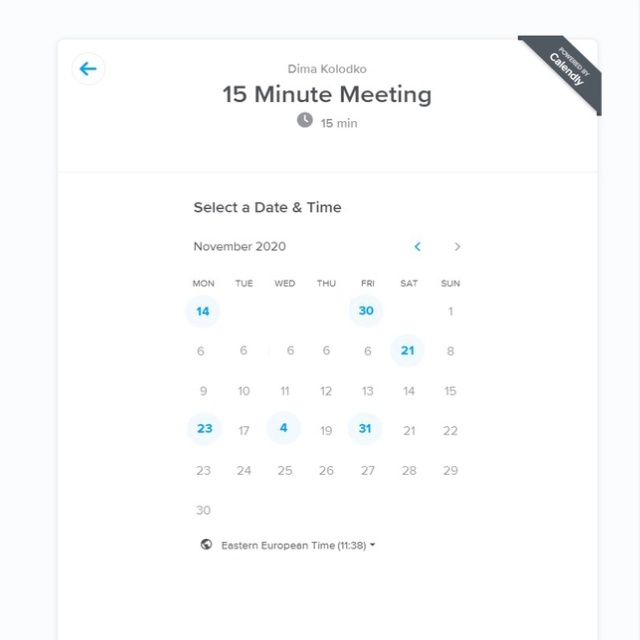 POWERED BY
Calendly
Dima Kolodko
15 Minute Meeting
15 min
Select a Date & Time
November 2020
MON TUE WED THU FRI SAT SUN
14 30 1
6 6 6 6 6 21 8
9 10 11 12 13 14 15
23 17 4 19 31 21 22
23 24 25 26 27 28 29
30
Eastern European Time (11:38)